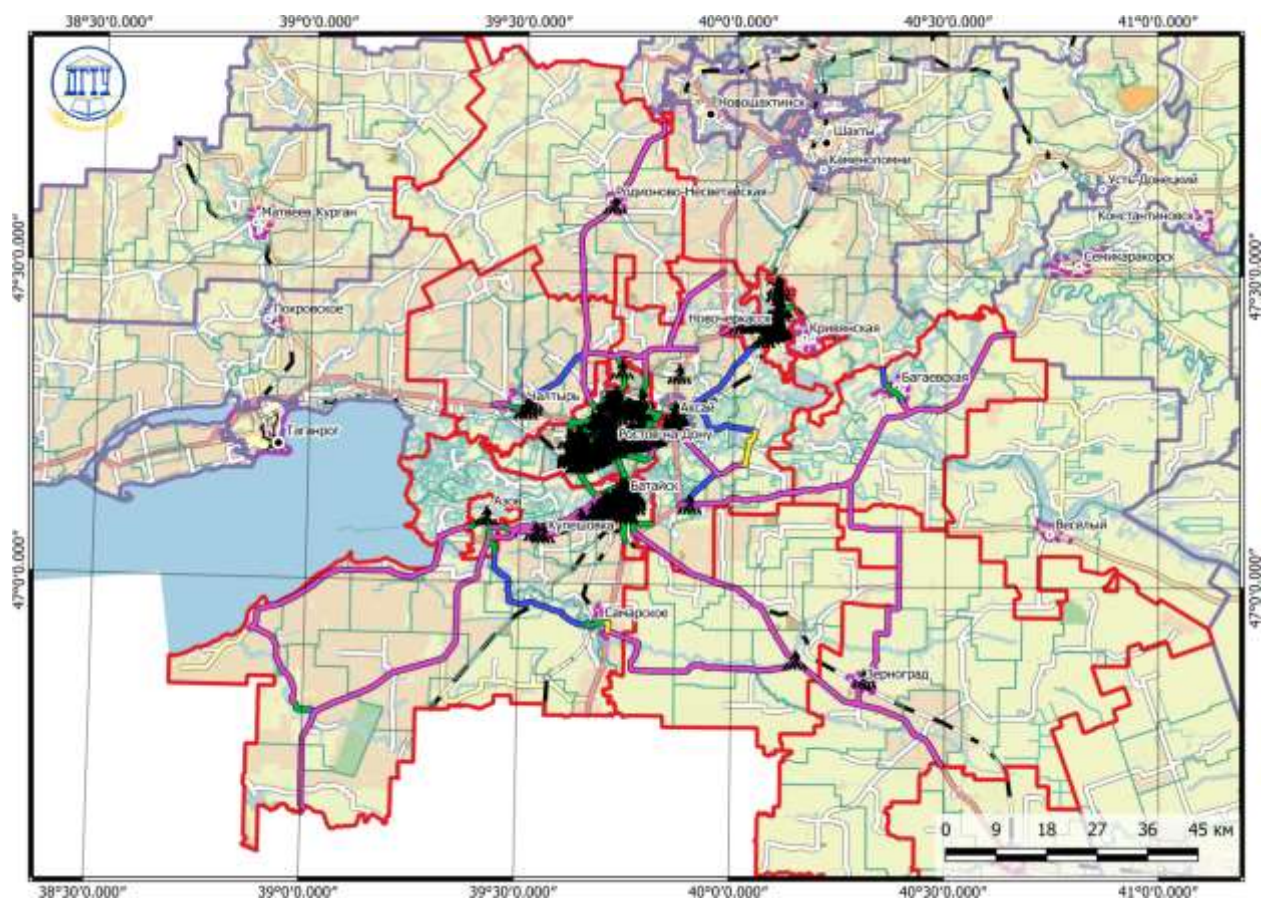 38°30'0.000" 39°0'0.000" 39°30'0.000" 40°0'0.000" 40°30'0.000" 41°0'0.000"
ДГТУ
Новошахтинск
Шахты
Каменоломни
Усть-Донецкий
Родионово-Несветайская
Матвеев Курган
Константиновск
Семикаракорск
47°30'0.000" 47°30'0.000"
Покровское
Новочеркасск
Кривянская
Чалтырь
Багаевская
Аксай
Таганрог
Ростов-на-Дону
Батайск
Азов
Кулешовка
Весёлый
47°0'0.000" 47°0'0.000"
Самарское
Зерноград
0 9 18 27 36 45 км
38°30'0.000" 39°0'0.000" 39°30'0.000" 40°0'0.000" 40°30'0.000" 41°0'0.000"